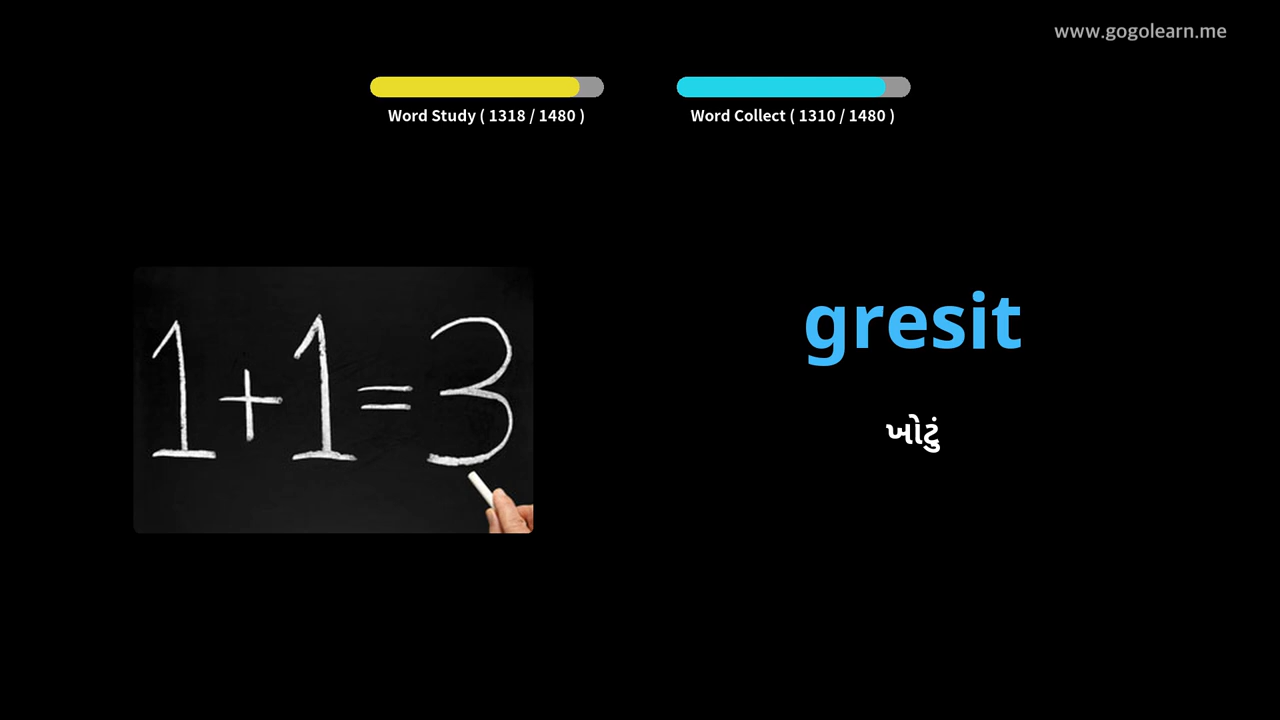 www.gogolearn.me
Word Study ( 1318 / 1480 )
Word Collect ( 1310 / 1480 )
1+1=3
gresit
ખોટું